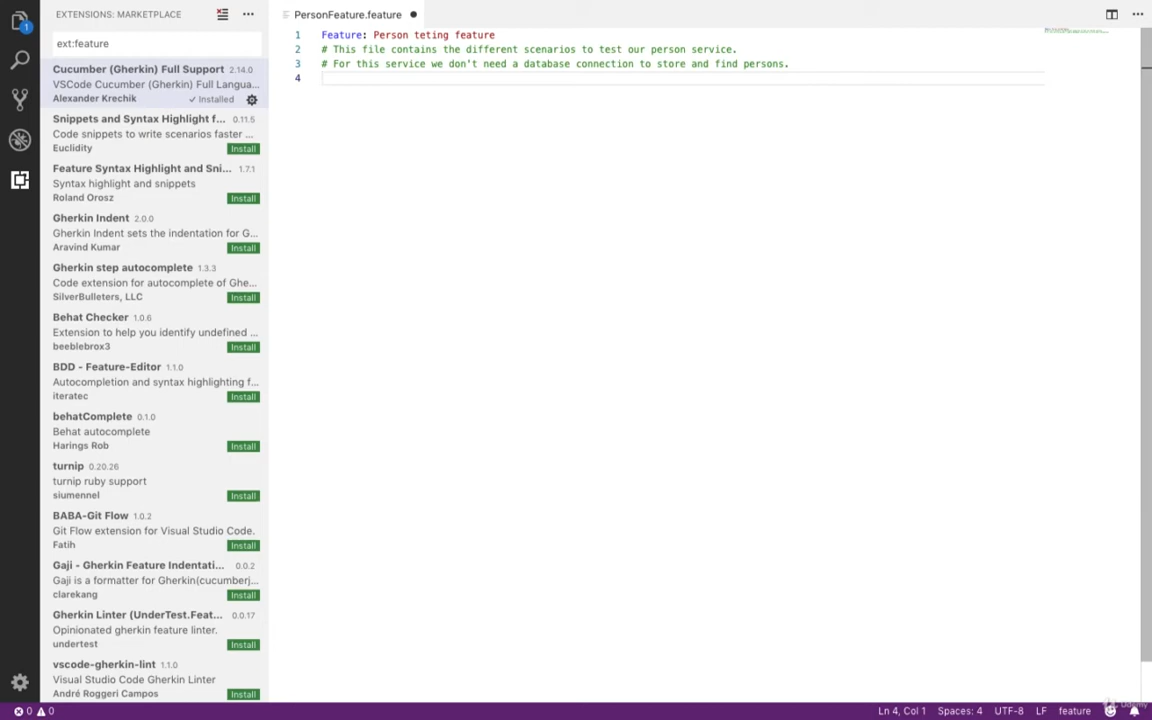 EXTENSIONS: MARKETPLACE
PersonFeature.feature
ext:feature
1
Cucumber (Gherkin) Full Support 2.14.0
VSCode Cucumber (Gherkin) Full Langua...
Alexander Krechik ✓ Installed
Snippets and Syntax Highlight f... 0.11.5
Code snippets to write scenarios faster ...
Euclidity Install
Feature Syntax Highlight and Sni... 1.7.1
Syntax highlight and snippets
Roland Orosz Install
Gherkin Indent 2.0.0
Gherkin Indent sets the indentation for G...
Aravind Kumar Install
Gherkin step autocomplete 1.3.3
Code extension for autocomplete of Ghe...
SilverBulleters, LLC Install
Behat Checker 1.0.6
Extension to help you identify undefined ...
beeblebrox3 Install
BDD - Feature-Editor 1.1.0
Autocompletion and syntax highlighting f...
iteratec Install
behatComplete 0.1.0
Behat autocomplete
Harings Rob Install
turnip 0.20.26
turnip ruby support
siumennel Install
BABA-Git Flow 1.0.2
Git Flow extension for Visual Studio Code.
Fatih Install
Gaji - Gherkin Feature Indentati... 0.0.2
Gaji is a formatter for Gherkin(cucumberj...
clarekang Install
Gherkin Linter (UnderTest.Feat... 0.0.17
Opinionated gherkin feature linter.
undertest Install
vscode-gherkin-lint 1.1.0
Visual Studio Code Gherkin Linter
André Roggeri Campos Install
1 Feature: Person teting feature
2 # This file contains the different scenarios to test our person service.
3 # For this service we don't need a database connection to store and find persons.
4
0 0 Ln 4, Col 1 Spaces: 4 UTF-8 LF feature
Udemy